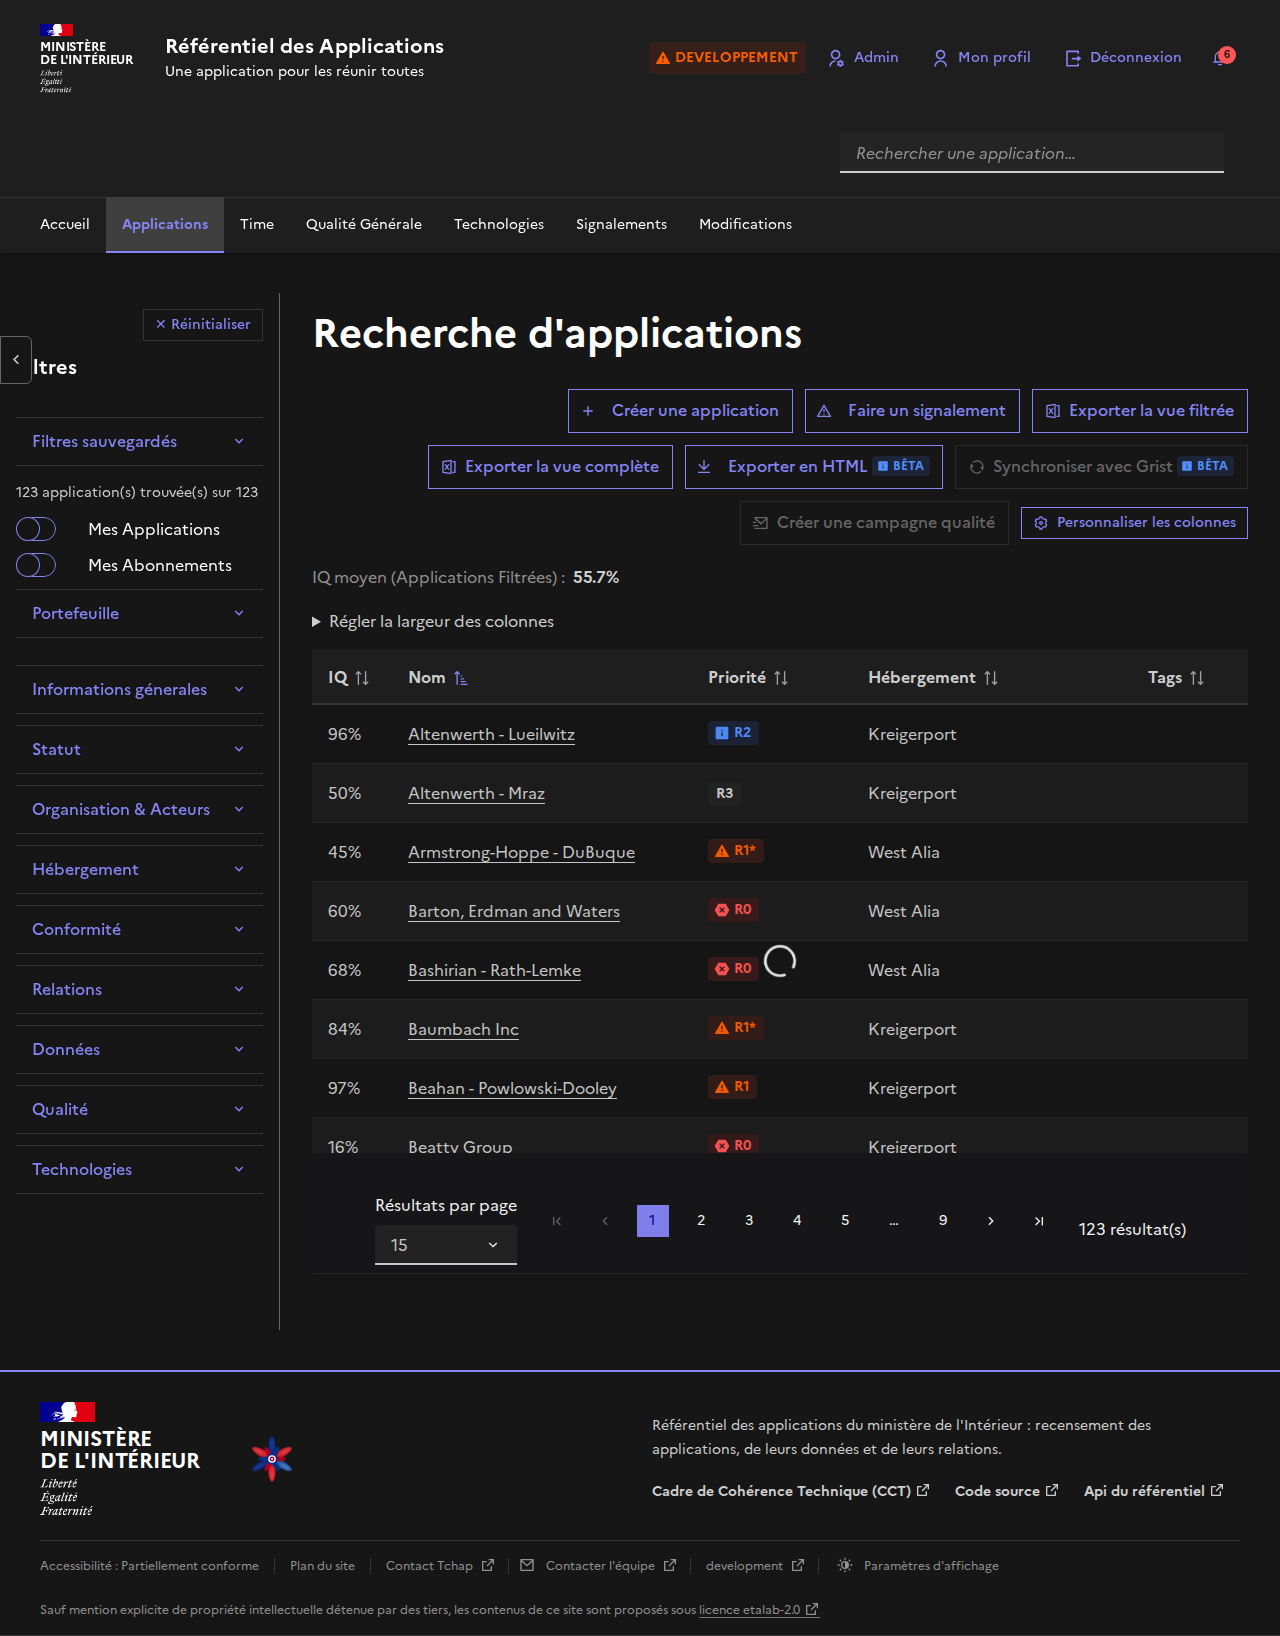 MINISTÈRE
DE L'INTÉRIEUR
Liberté
Égalité
Fraternité
Référentiel des Applications
Une application pour les réunir toutes
DEVELOPPEMENT
Admin
Mon profil
Déconnexion
6
Rechercher une application...
Accueil
Applications
Time
Qualité Générale
Technologies
Signalements
Modifications
Réinitialiser
ltres
Filtres sauvegardés
123 application(s) trouvée(s) sur 123
Mes Applications
Mes Abonnements
Portefeuille
Informations génerales
Statut
Organisation & Acteurs
Hébergement
Conformité
Relations
Données
Qualité
Technologies
Recherche d'applications
Créer une application
Faire un signalement
Exporter la vue filtrée
Exporter la vue complète
Exporter en HTML BÊTA
Synchroniser avec Grist BÊTA
Créer une campagne qualité
Personnaliser les colonnes
IQ moyen (Applications Filtrées) : 55.7%
Régler la largeur des colonnes
IQ Nom Priorité Hébergement Tags
96% Altenwerth - Lueilwitz R2 Kreigerport
50% Altenwerth - Mraz R3 Kreigerport
45% Armstrong-Hoppe - DuBuque R1* West Alia
60% Barton, Erdman and Waters R0 West Alia
68% Bashirian - Rath-Lemke R0 West Alia
84% Baumbach Inc R1* Kreigerport
97% Beahan - Powlowski-Dooley R1 Kreigerport
16% Beatty Group R0 Kreigerport
Résultats par page
15
1 2 3 4 5 … 9
123 résultat(s)
MINISTÈRE
DE L'INTÉRIEUR
Liberté
Égalité
Fraternité
Référentiel des applications du ministère de l'Intérieur : recensement des
applications, de leurs données et de leurs relations.
Cadre de Cohérence Technique (CCT)
Code source
Api du référentiel
Accessibilité : Partiellement conforme
Plan du site
Contact Tchap
Contacter l'équipe
development
Paramètres d'affichage
Sauf mention explicite de propriété intellectuelle détenue par des tiers, les contenus de ce site sont proposés sous licence etalab-2.0